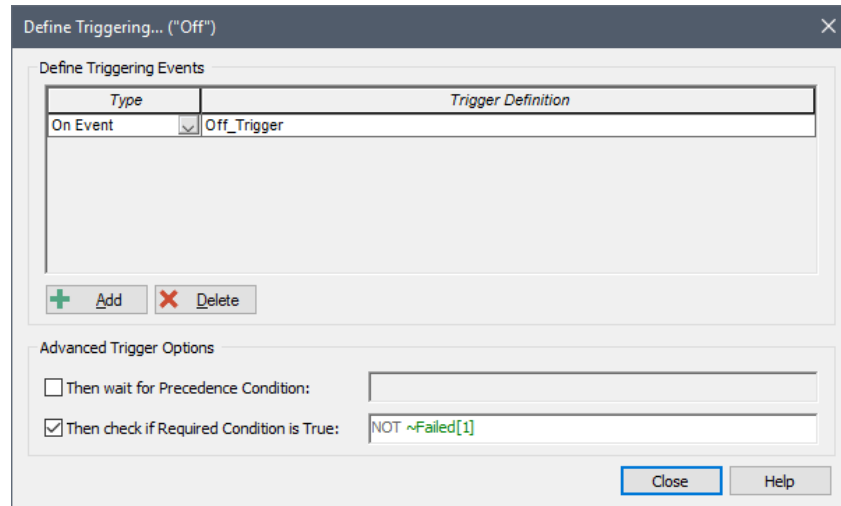 Define Triggering... ("Off")
Define Triggering Events
Type Trigger Definition
On Event Off_Trigger
Add Delete
Advanced Trigger Options
Then wait for Precedence Condition:
Then check if Required Condition is True: NOT ~Failed[1]
Close Help